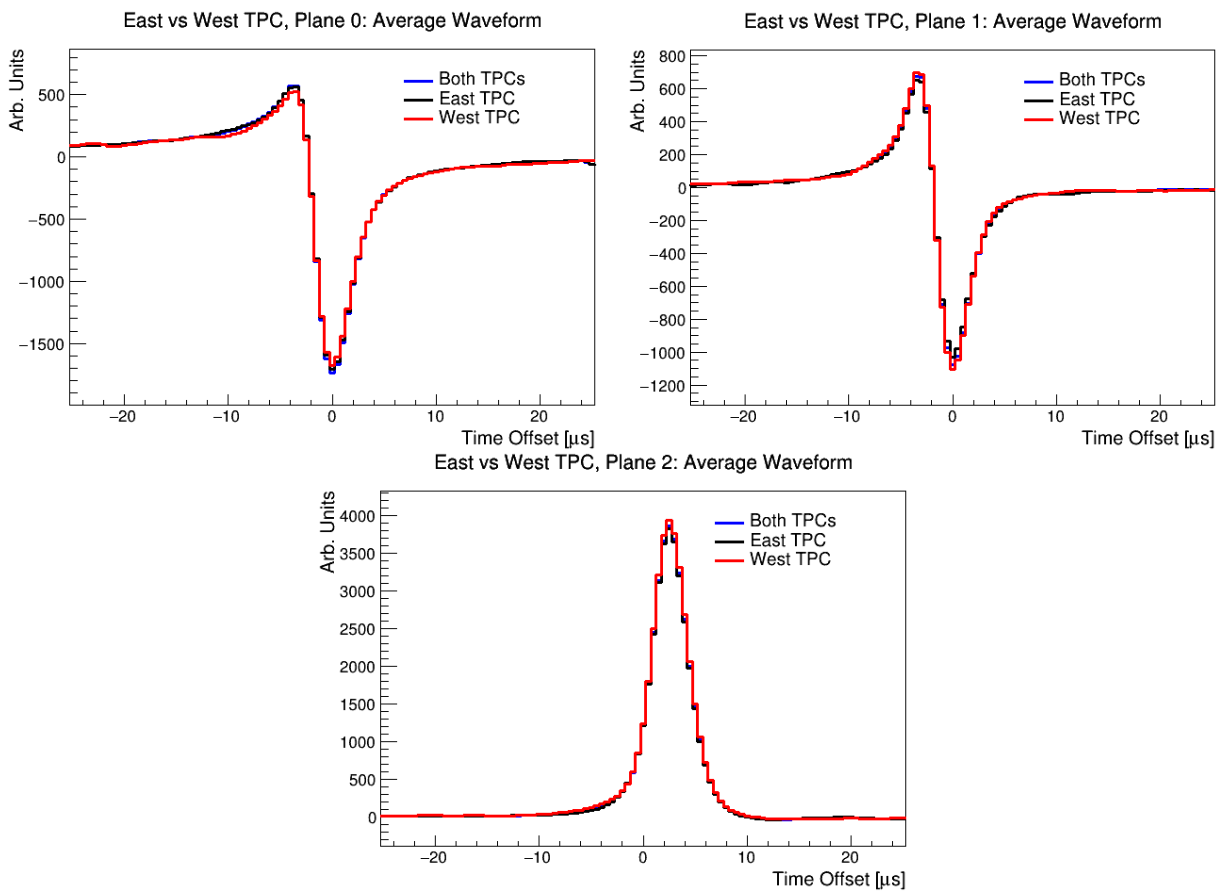 East vs West TPC, Plane 0: Average Waveform
Arb. Units
500
0
−500
−1000
−1500
Both TPCs
East TPC
West TPC
−20
−10
0
10
20
Time Offset [μs]
East vs West TPC, Plane 1: Average Waveform
Arb. Units
800
600
400
200
0
−200
−400
−600
−800
−1000
−1200
Both TPCs
East TPC
West TPC
−20
−10
0
10
20
Time Offset [μs]
East vs West TPC, Plane 2: Average Waveform
Arb. Units
4000
3500
3000
2500
2000
1500
1000
500
0
Both TPCs
East TPC
West TPC
−20
−10
0
10
20
Time Offset [μs]